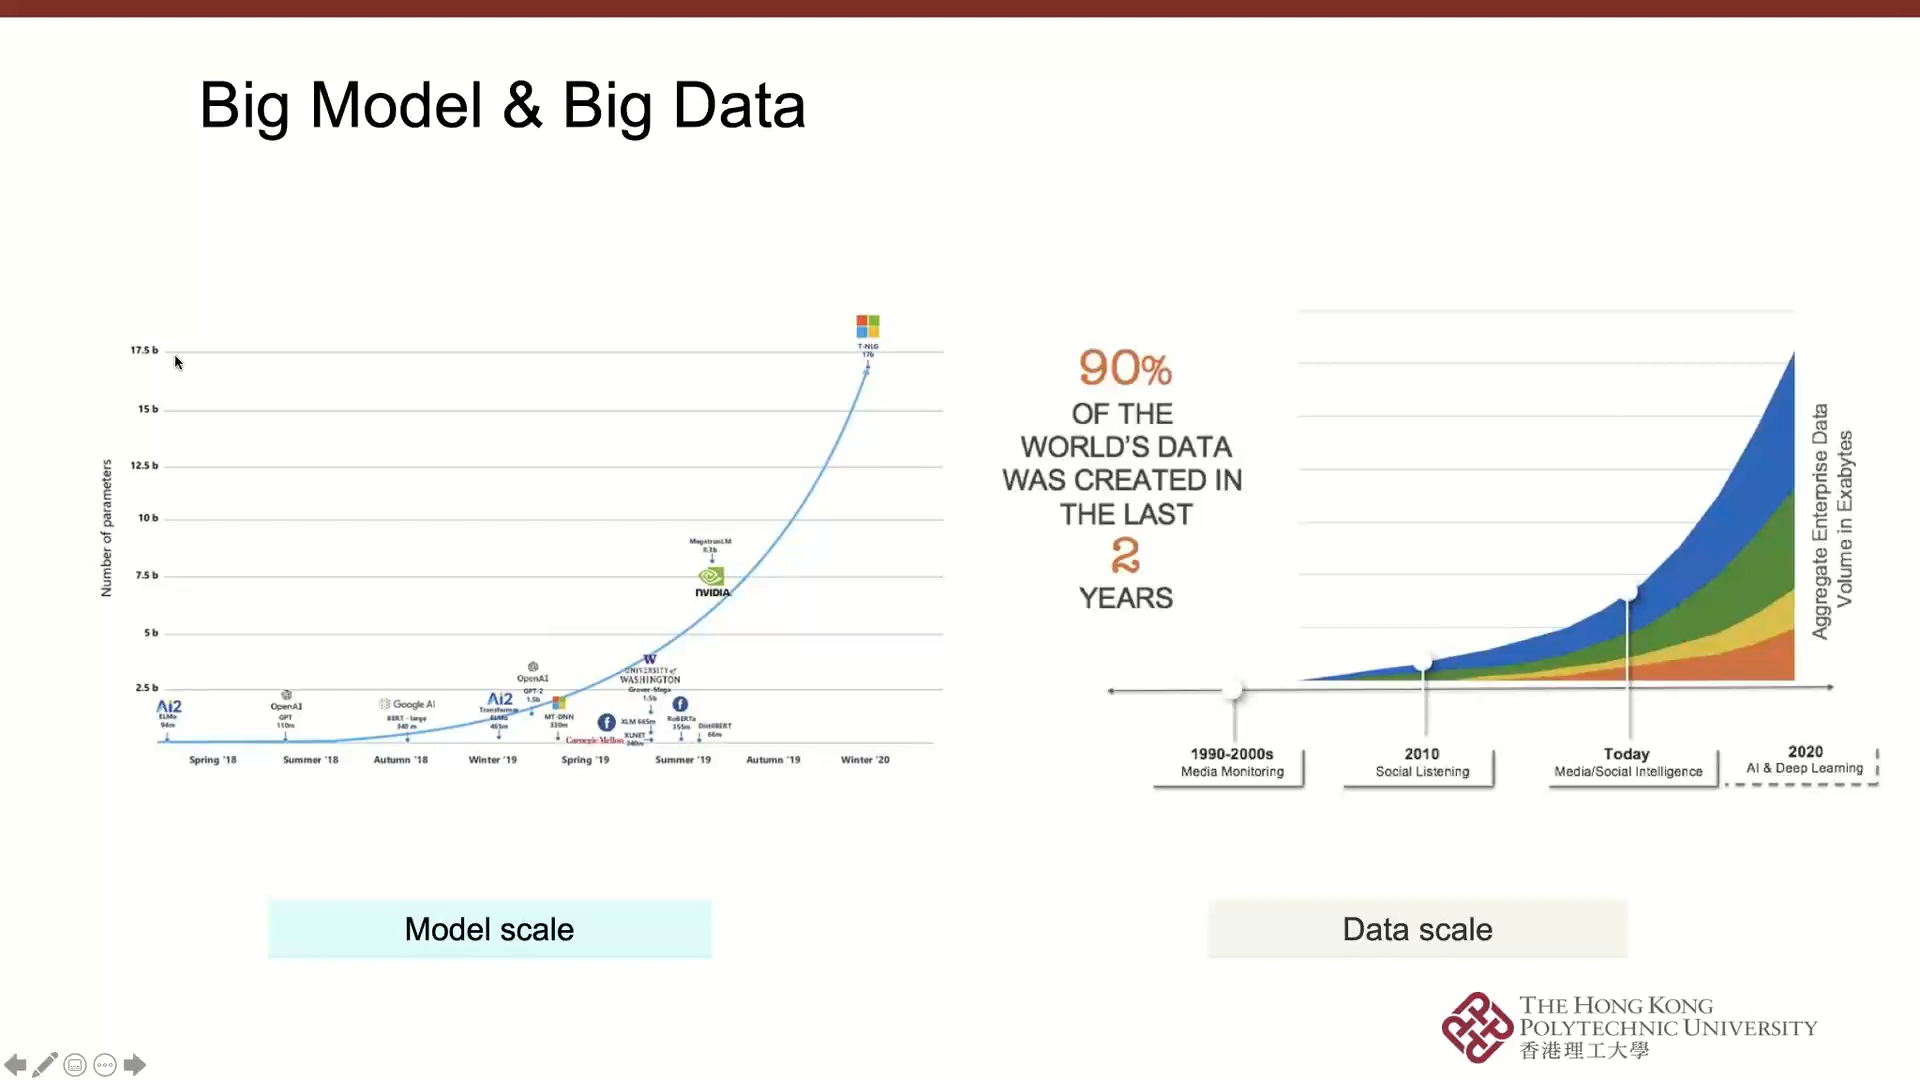 Big Model & Big Data
T-NLG
17b
17.5 b
15 b
12.5 b
10 b
7.5 b
5 b
2.5 b
Number of parameters
MegatronLM
8.3b
NVIDIA
OpenAI
GPT-2
1.5b
W
UNIVERSITY of
WASHINGTON
Grover-Mega
1.5b
AI2
ELMo
94m
OpenAI
GPT
110m
Google AI
BERT - large
340 m
AI2
Transformer
ELMo
465m
MT-DNN
330m
Carnegie Mellon
XLM 665m
XLNET
340m
RoBERTa
355m
DistilBERT
66m
Spring '18
Summer '18
Autumn '18
Winter '19
Spring '19
Summer '19
Autumn '19
Winter '20
90%
OF THE
WORLD'S DATA
WAS CREATED IN
THE LAST
2
YEARS
Aggregate Enterprise Data
Volume in Exabytes
1990-2000s
Media Monitoring
2010
Social Listening
Today
Media/Social Intelligence
2020
AI & Deep Learning
Model scale
Data scale
THE HONG KONG
POLYTECHNIC UNIVERSITY
香港理工大學